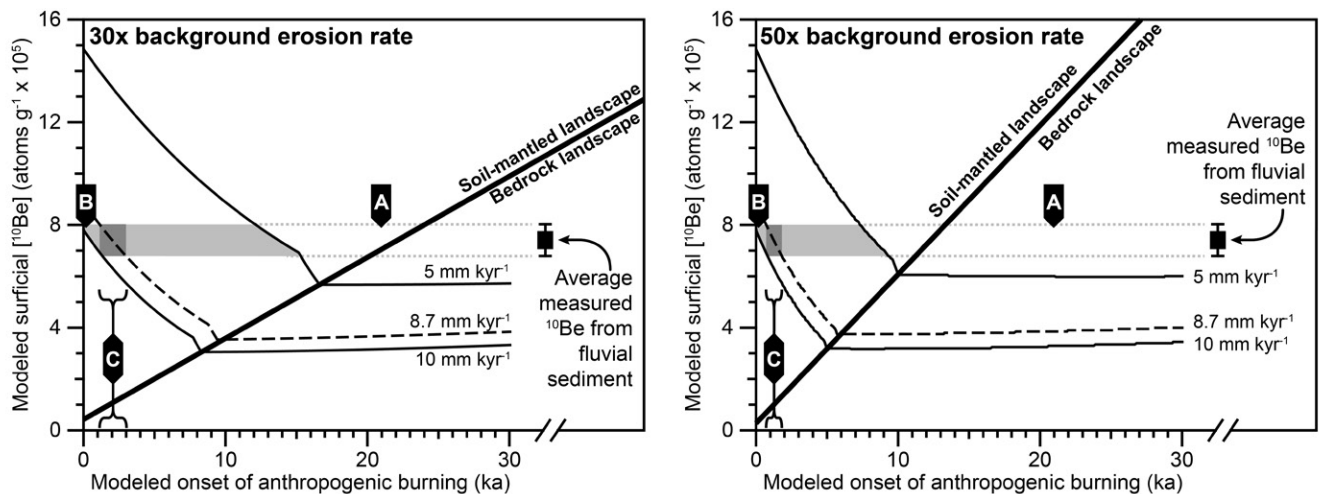 30x background erosion rate
Modeled surficial [¹⁰Be] (atoms g⁻¹ x 10⁵)
16
12
8
4
0
Soil-mantled landscape
Bedrock landscape
B
A
C
5 mm kyr⁻¹
8.7 mm kyr⁻¹
10 mm kyr⁻¹
Average
measured
¹⁰Be from
fluvial
sediment
0
10
20
30
Modeled onset of anthropogenic burning (ka)
50x background erosion rate
Modeled surficial [¹⁰Be] (atoms g⁻¹ x 10⁵)
16
12
8
4
0
Soil-mantled landscape
Bedrock landscape
Average
measured ¹⁰Be
from fluvial
sediment
B
A
C
5 mm kyr⁻¹
8.7 mm kyr⁻¹
10 mm kyr⁻¹
0
10
20
30
Modeled onset of anthropogenic burning (ka)